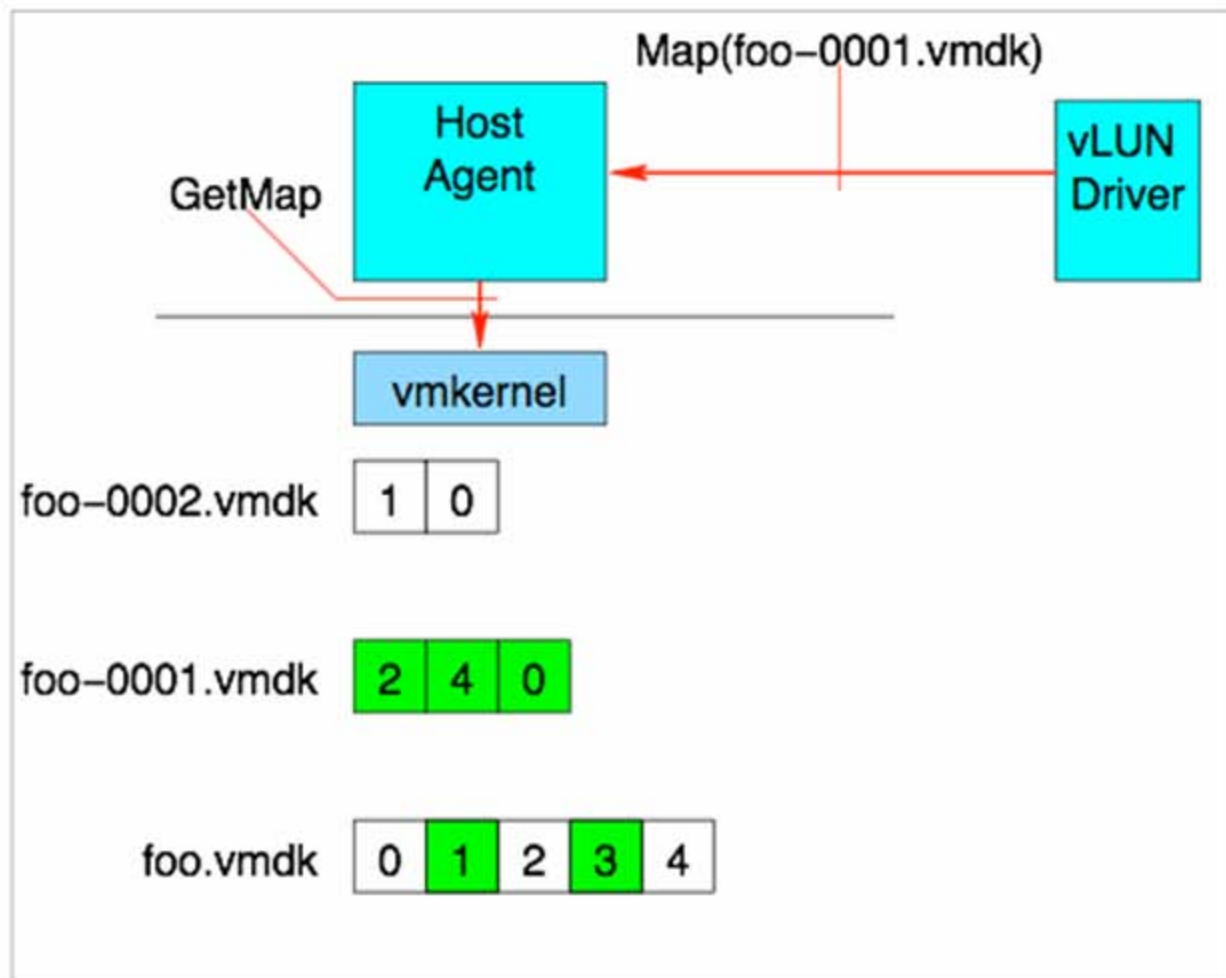 Map(foo–0001.vmdk)
Host
Agent
vLUN
Driver
GetMap
vmkernel
foo–0002.vmdk 1 0
foo–0001.vmdk 2 4 0
foo.vmdk 0 1 2 3 4